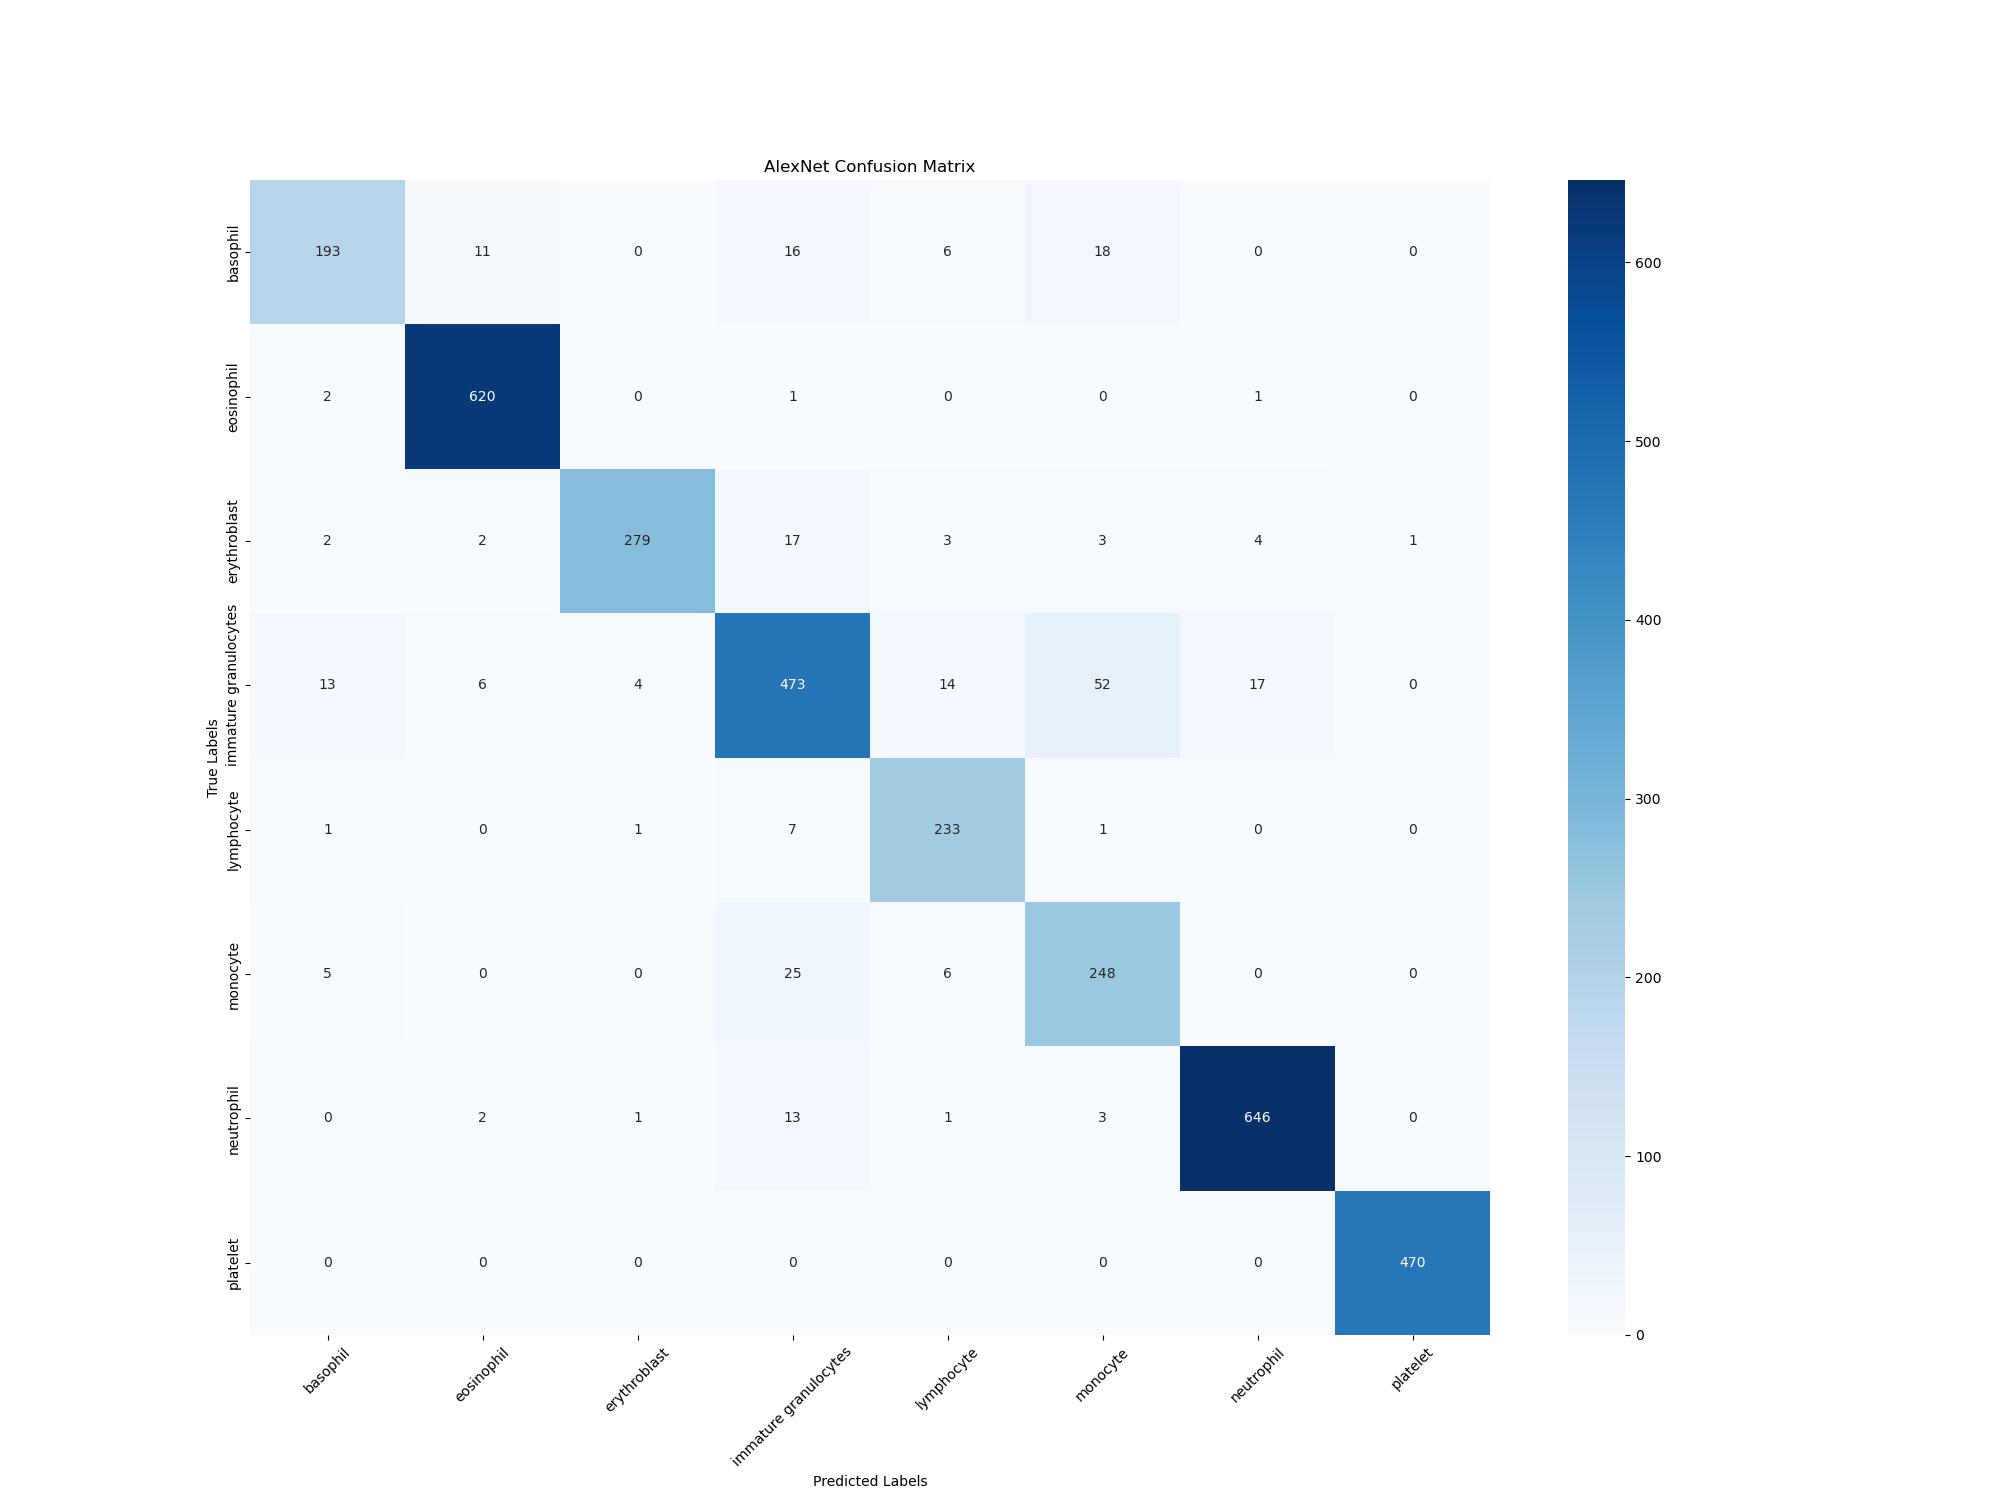 AlexNet Confusion Matrix
basophil 193 11 0 16 6 18 0 0
eosinophil 2 620 0 1 0 0 1 0
erythroblast 2 2 279 17 3 3 4 1
immature granulocytes 13 6 4 473 14 52 17 0
lymphocyte 1 0 1 7 233 1 0 0
monocyte 5 0 0 25 6 248 0 0
neutrophil 0 2 1 13 1 3 646 0
platelet 0 0 0 0 0 0 0 470
True Labels
basophil eosinophil erythroblast immature granulocytes lymphocyte monocyte neutrophil platelet
Predicted Labels
600
500
400
300
200
100
0